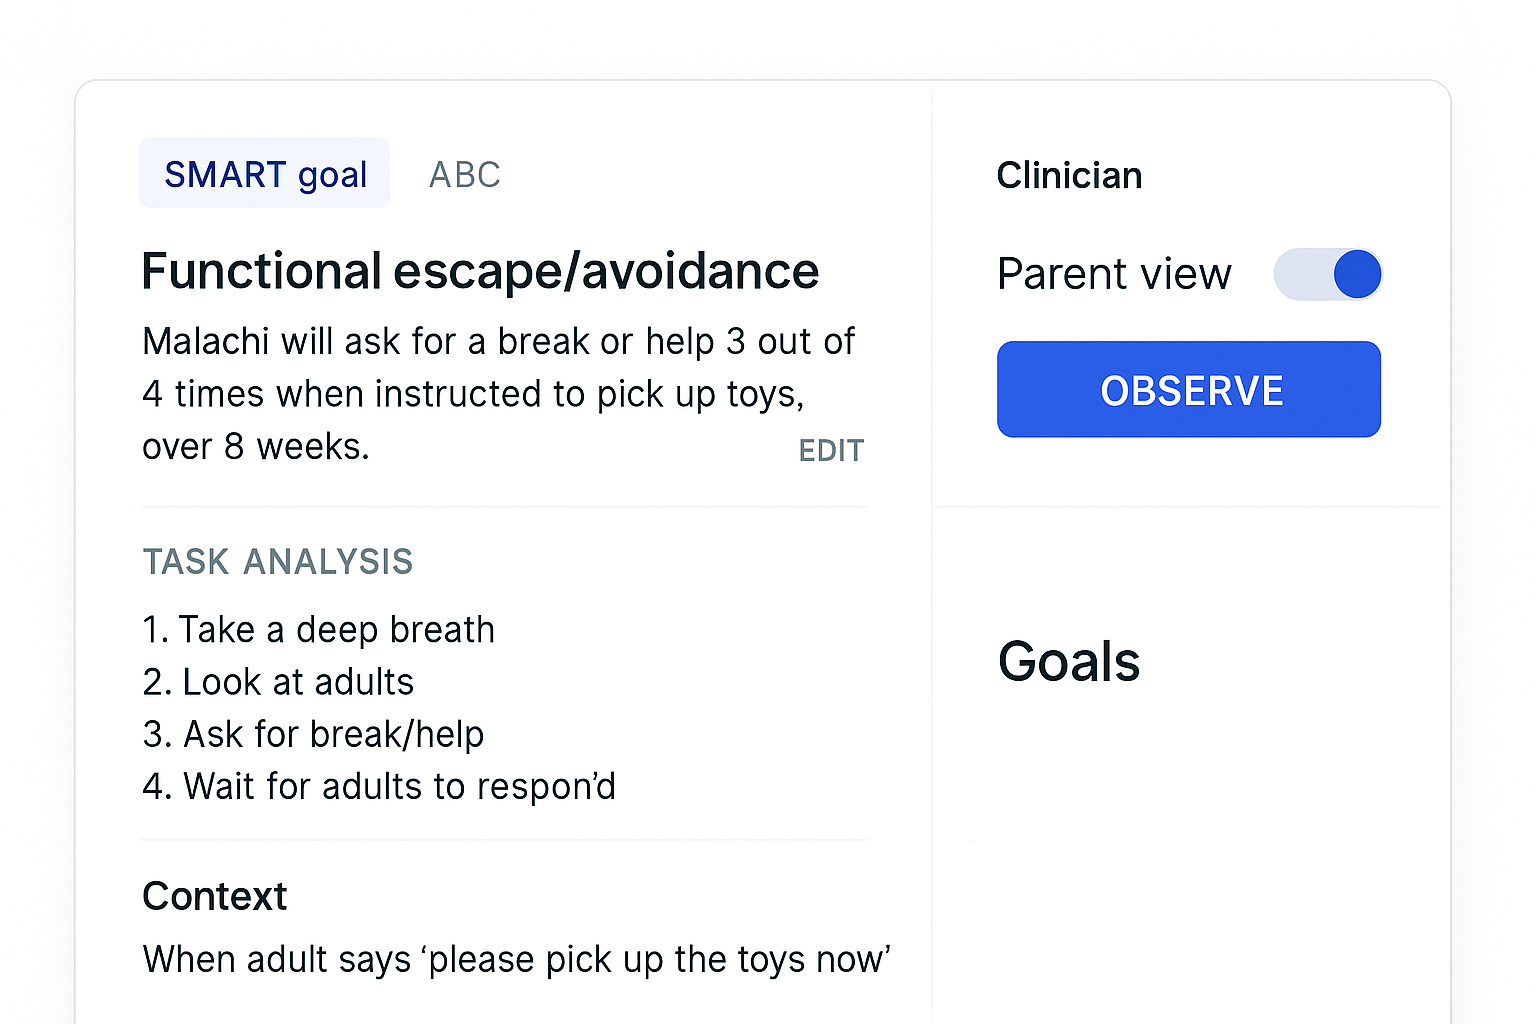 SMART goal
ABC
Functional escape/avoidance
Malachi will ask for a break or help 3 out of
4 times when instructed to pick up toys,
over 8 weeks.
EDIT
TASK ANALYSIS
1. Take a deep breath
2. Look at adults
3. Ask for break/help
4. Wait for adults to respon’d
Context
When adult says ‘please pick up the toys now’
Clinician
Parent view
OBSERVE
Goals